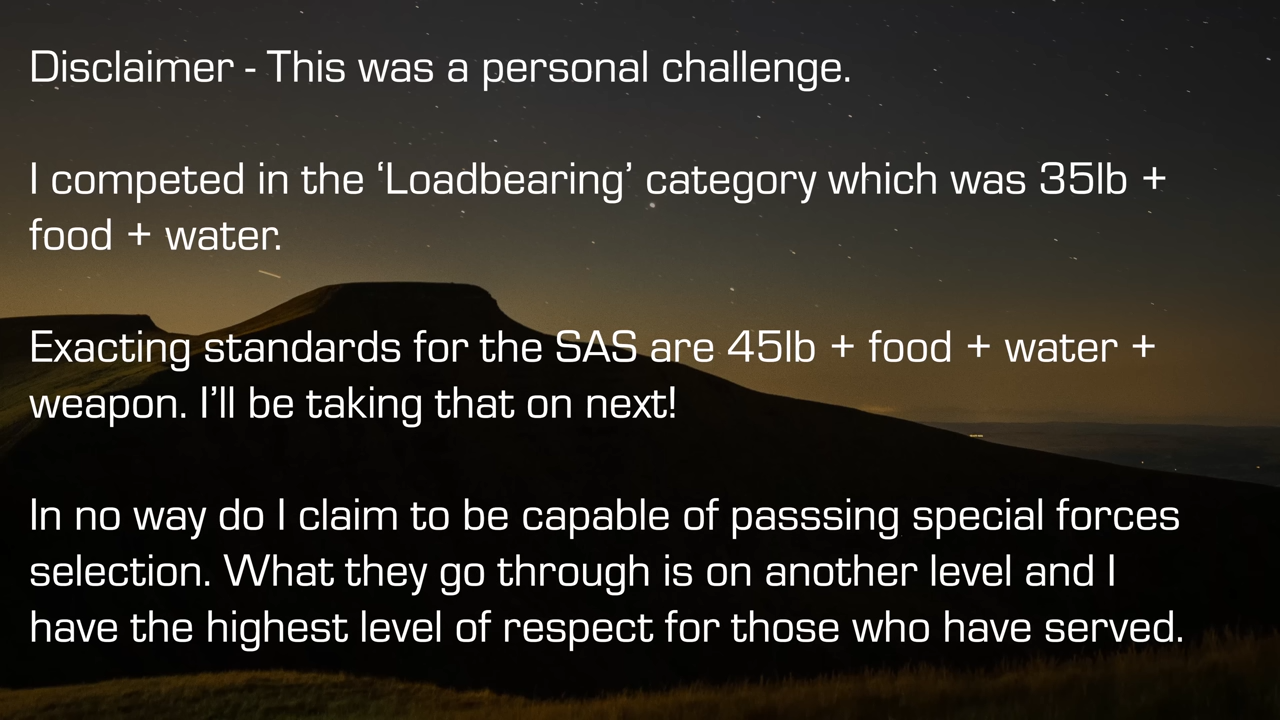 Disclaimer - This was a personal challenge.
I competed in the ‘Loadbearing’ category which was 35lb +
food + water.
Exacting standards for the SAS are 45lb + food + water +
weapon. I’ll be taking that on next!
In no way do I claim to be capable of passsing special forces
selection. What they go through is on another level and I
have the highest level of respect for those who have served.